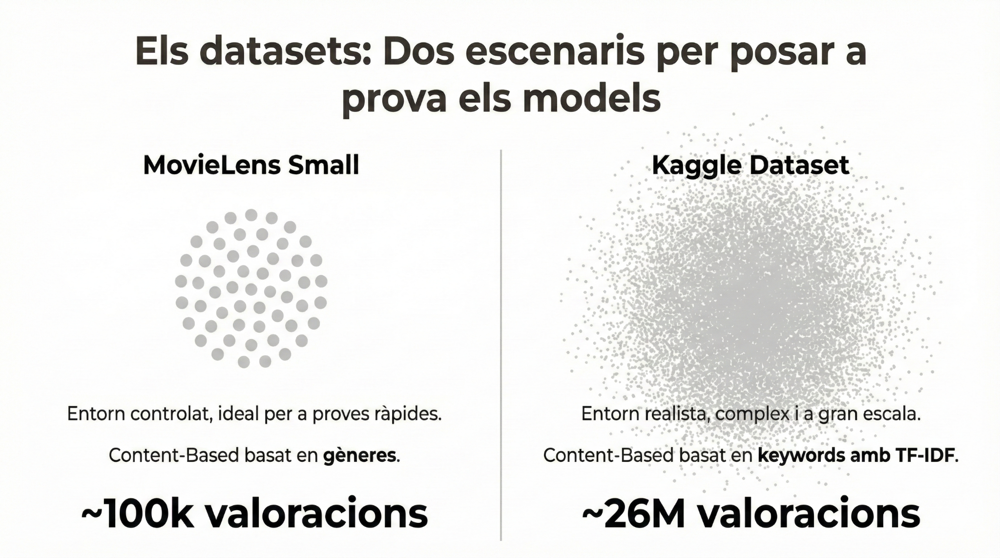 Els datasets: Dos escenaris per posar a
prova els models
MovieLens Small
Entorn controlat, ideal per a proves ràpides.
Content-Based basat en gèneres.
~100k valoracions
Kaggle Dataset
Entorn realista, complex i a gran escala.
Content-Based basat en keywords amb TF-IDF.
~26M valoracions